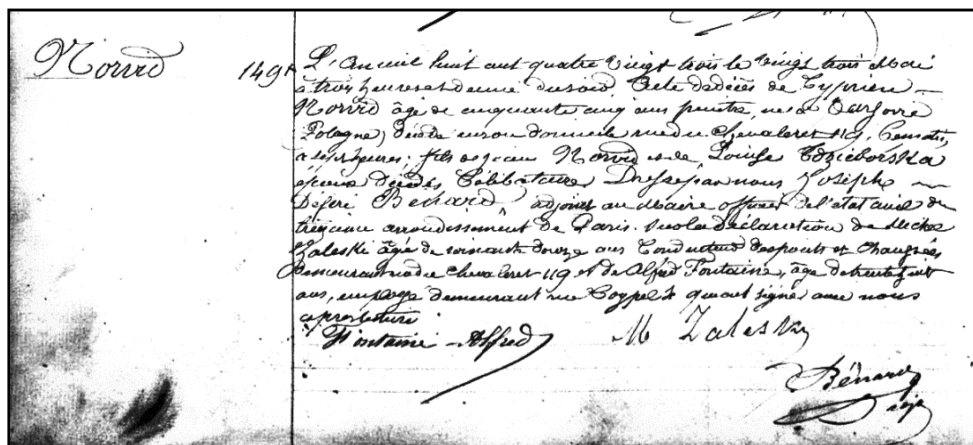 Norvid
1491
L'An mil huit cent quatre vingt trois le vingt trois Mai
à trois heures et demie du soir. Acte de décès de Cyprien
Norvid âgé de cinquante cinq ans peintre, né à Varsovie
Pologne, décédé en son domicile rue du Chevaleret 119. Ce matin,
à sept heures; fils de Jean Norvid et de Louise Edzieborska
époux décédés Célibataire Dressé par nous Joseph
Désiré Bénard adjoint au Maire officier de l'état civil du
treizième arrondissement de Paris. sur la déclaration de Michel
Zaleski âgé de soixante douze ans Conducteur des ponts et chaussées
demeurant rue du Chevaleret 119 et de Alfred Fontaine, âgé de trente huit
ans, employé demeurant rue Coypel qui ont signé avec nous
après lecture
Fontaine Alfred M Zaleski
Bénard
adjt